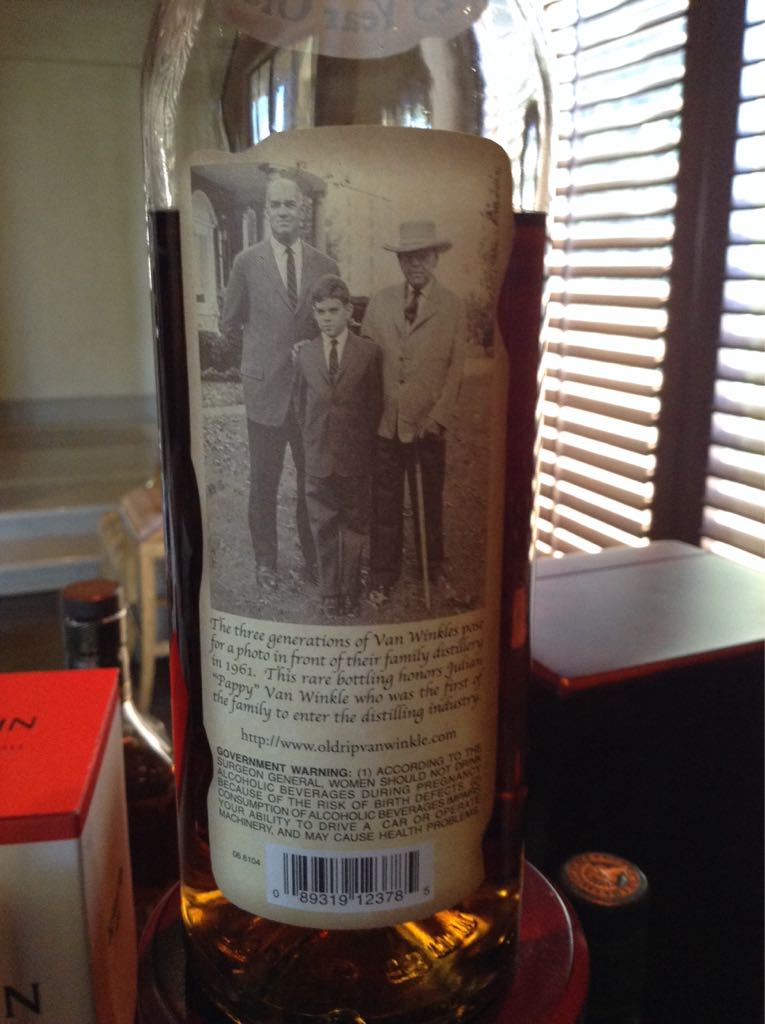 Year Old
The three generations of Van Winkles pose
for a photo in front of their family distillery
in 1961. This rare bottling honors Julian
"Pappy" Van Winkle who was the first of
the family to enter the distilling industry.
http://www.oldripvanwinkle.com
GOVERNMENT WARNING: (1) ACCORDING TO THE
SURGEON GENERAL, WOMEN SHOULD NOT DRINK
ALCOHOLIC BEVERAGES DURING PREGNANCY
BECAUSE OF THE RISK OF BIRTH DEFECTS. (2)
CONSUMPTION OF ALCOHOLIC BEVERAGES IMPAIRS
YOUR ABILITY TO DRIVE A CAR OR OPERATE
MACHINERY, AND MAY CAUSE HEALTH PROBLEMS.
06.6104
0 89319 12378 5
N